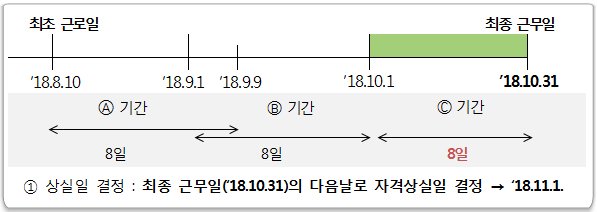 최초 근로일 최종 근무일
'18.8.10 '18.9.1 '18.9.9 '18.10.1 '18.10.31
Ⓐ 기간 Ⓑ 기간 Ⓒ 기간
8일 8일 8일
① 상실일 결정 : 최종 근무일('18.10.31)의 다음날로 자격상실일 결정 → '18.11.1.